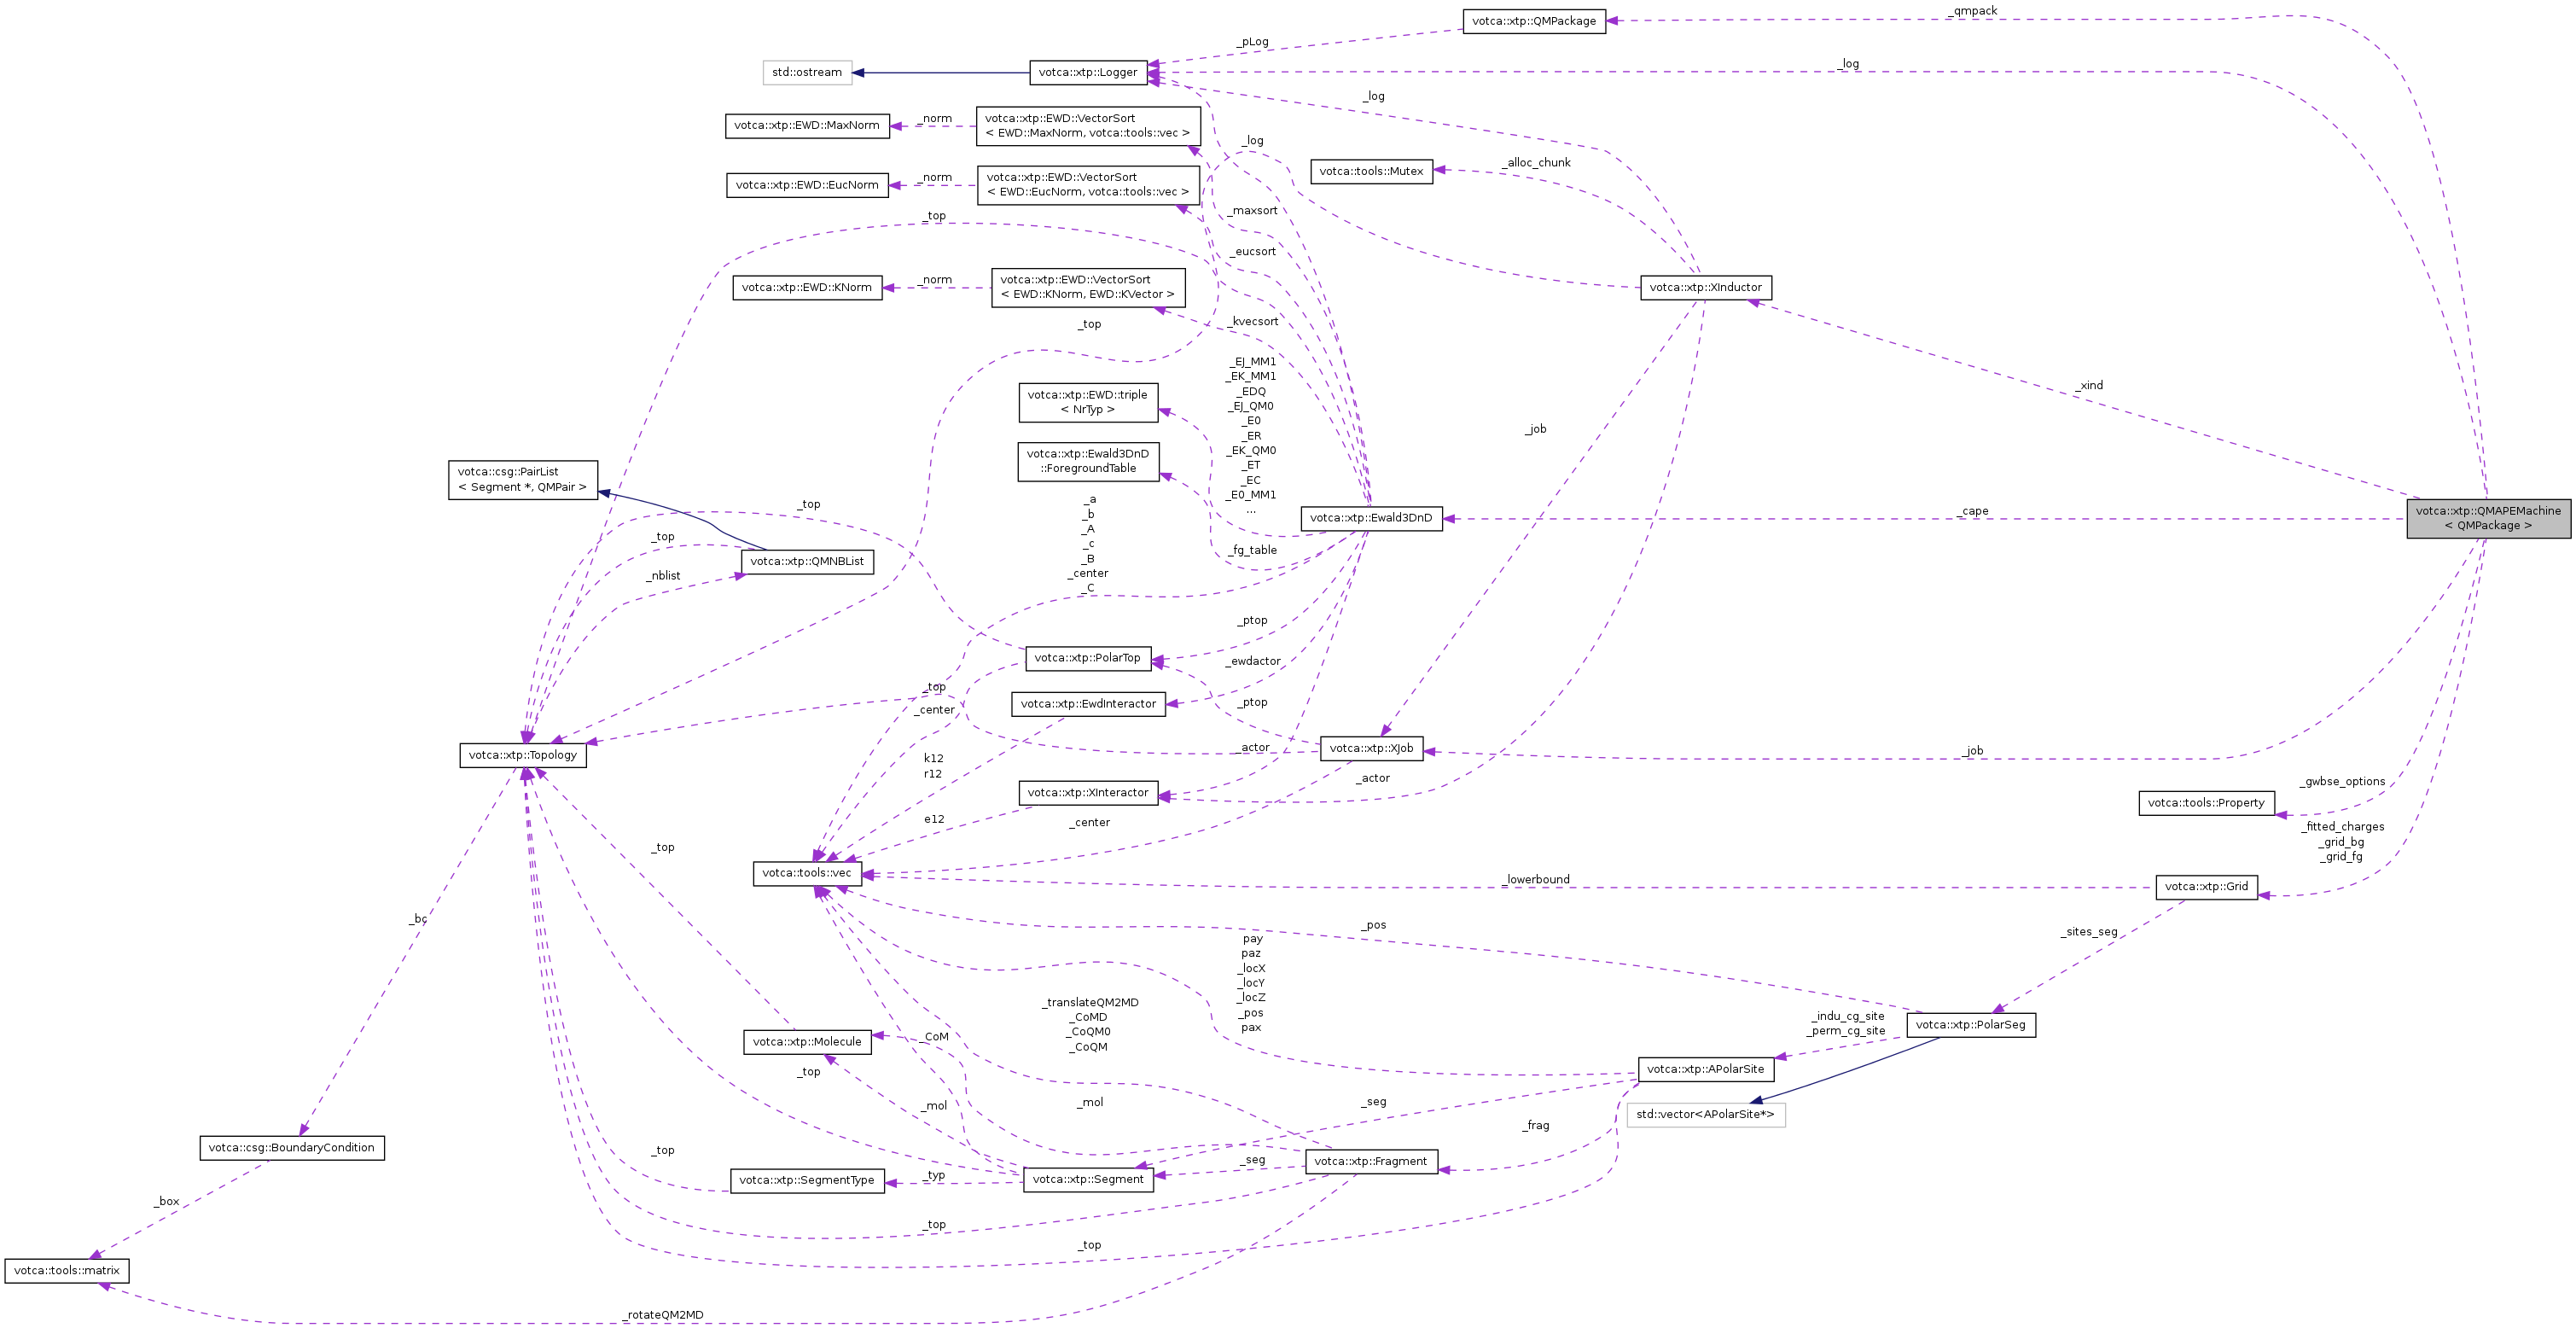 _qmpack
votca::xtp::QMPackage
_pLog
_log
std::ostream
votca::xtp::Logger
_log
votca::xtp::EWD::MaxNorm
_norm
votca::xtp::EWD::VectorSort
< EWD::MaxNorm, votca::tools::vec >
_log
_alloc_chunk
votca::tools::Mutex
votca::xtp::EWD::EucNorm
_norm
votca::xtp::EWD::VectorSort
< EWD::EucNorm, votca::tools::vec >
_maxsort
_top
_eucsort
votca::xtp::EWD::KNorm
_norm
votca::xtp::EWD::VectorSort
< EWD::KNorm, EWD::KVector >
votca::xtp::XInductor
_top
_kvecsort
_EJ_MM1
_EK_MM1
_EDQ
_EJ_QM0
_E0
_ER
_EK_QM0
_ET
_EC
_E0_MM1
...
_xind
votca::xtp::EWD::triple
< NrTyp >
_job
votca::xtp::Ewald3DnD
::ForegroundTable
votca::csg::PairList
< Segment *, QMPair >
_top
_a
_b
_A
_c
_B
_center
_C
votca::xtp::Ewald3DnD
_cape
votca::xtp::QMAPEMachine
< QMPackage >
_top
votca::xtp::QMNBList
_fg_table
_nblist
_ptop
votca::xtp::PolarTop
_ewdactor
_top
_center
votca::xtp::EwdInteractor
_ptop
votca::xtp::Topology
_actor
votca::xtp::XJob
_job
k12
r12
_actor
votca::xtp::XInteractor
_gwbse_options
votca::tools::Property
e12
_center
_fitted_charges
_grid_bg
_grid_fg
_top
votca::tools::vec
_lowerbound
votca::xtp::Grid
_bc
_pos
_sites_seg
pay
paz
_locX
_locY
_locZ
_pos
pax
_translateQM2MD
_CoMD
_CoQM0
_CoQM
_indu_cg_site
_perm_cg_site
votca::xtp::PolarSeg
votca::xtp::Molecule
_CoM
_top
votca::xtp::APolarSite
_mol
_mol
_seg
std::vector<APolarSite*>
_frag
votca::csg::BoundaryCondition
_top
_seg
votca::xtp::Fragment
votca::xtp::SegmentType
_typ
votca::xtp::Segment
_box
_top
_top
votca::tools::matrix
_rotateQM2MD